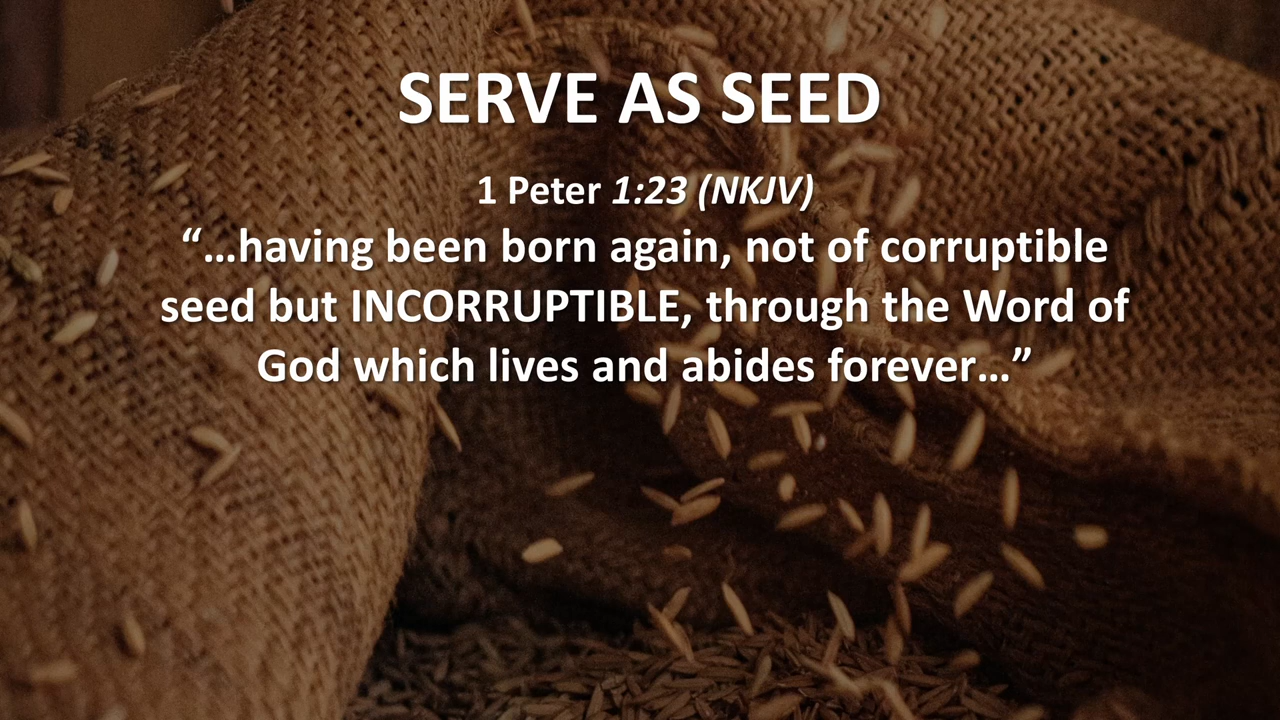 SERVE AS SEED
1 Peter 1:23 (NKJV)
“…having been born again, not of corruptible
seed but INCORRUPTIBLE, through the Word of
God which lives and abides forever…”